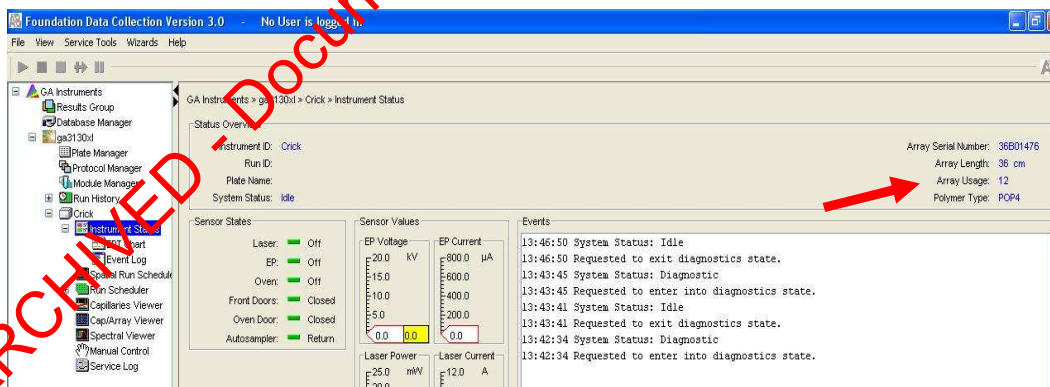 Foundation Data Collection Version 3.0 - No User is logged in.
File View Service Tools Wizards Help
GA Instruments
Results Group
Database Manager
ga3130xl
Plate Manager
Protocol Manager
Module Manager
Run History
Crick
Instrument Status
EPT Chart
Event Log
Spatial Run Schedule
Run Scheduler
Capillaries Viewer
Cap/Array Viewer
Spectral Viewer
Manual Control
Service Log
GA Instruments > ga3130xl > Crick > Instrument Status
Status Overview
Instrument ID: Crick
Run ID:
Plate Name:
System Status: Idle
Array Serial Number: 36B01476
Array Length: 36 cm
Array Usage: 12
Polymer Type: POP4
Sensor States
Laser: Off
EP: Off
Oven: Off
Front Doors: Closed
Oven Door: Closed
Autosampler: Return
Sensor Values
EP Voltage
20.0 kV
15.0
10.0
5.0
0.0 0.0
EP Current
800.0 µA
600.0
400.0
200.0
0.0
Laser Power
25.0 mW
20.0
Laser Current
12.0 A
Events
13:46:50 System Status: Idle
13:46:50 Requested to exit diagnostics state.
13:43:45 System Status: Diagnostic
13:43:45 Requested to enter into diagnostics state.
13:43:41 System Status: Idle
13:43:41 Requested to exit diagnostics state.
13:42:34 System Status: Diagnostic
13:42:34 Requested to enter into diagnostics state.
ARCHIVED - Docu